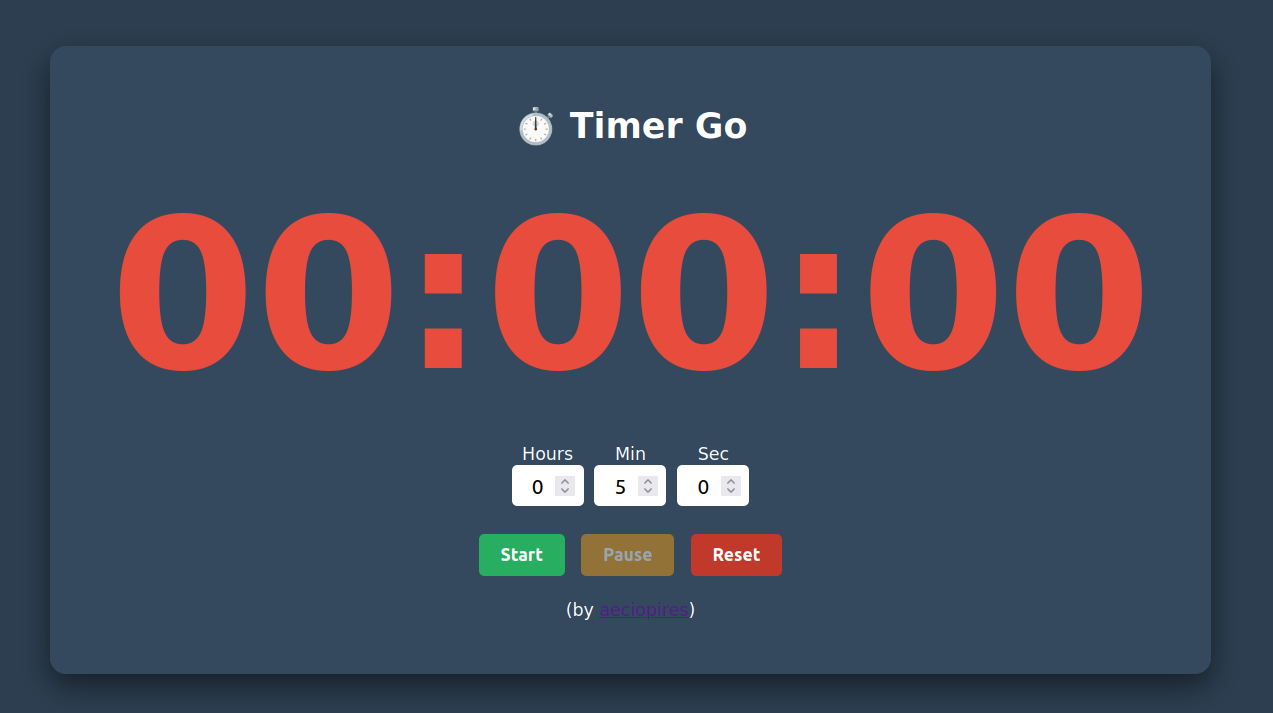 ⏱️ Timer Go
00:00:00
Hours Min Sec
0 5 0
Start Pause Reset
(by aeciopires)